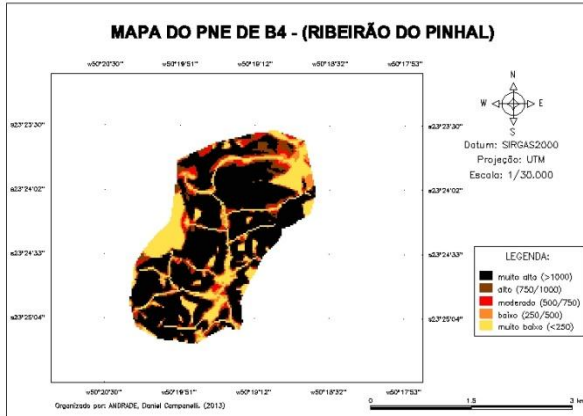 MAPA DO PNE DE B4 - (RIBEIRÃO DO PINHAL)
w50°20'30" w50°19'51" w50°19'12" w50°18'32" w50°17'53"
N
W E
S
Datum: SIRGAS2000
Projeção: UTM
Escala: 1/30.000
s23°23'30" s23°23'30"
s23°24'02" s23°24'02"
s23°24'33" s23°24'33"
s23°25'04" s23°25'04"
LEGENDA:
muito alto (>1000)
alto (750/1000)
moderado (500/750)
baixo (250/500)
muito baixo (<250)
w50°20'30" w50°19'51" w50°19'12" w50°18'32" w50°17'53"
Organizado por: ANDRADE, Daniel Campanelli. (2013)
0 1.5 3 km